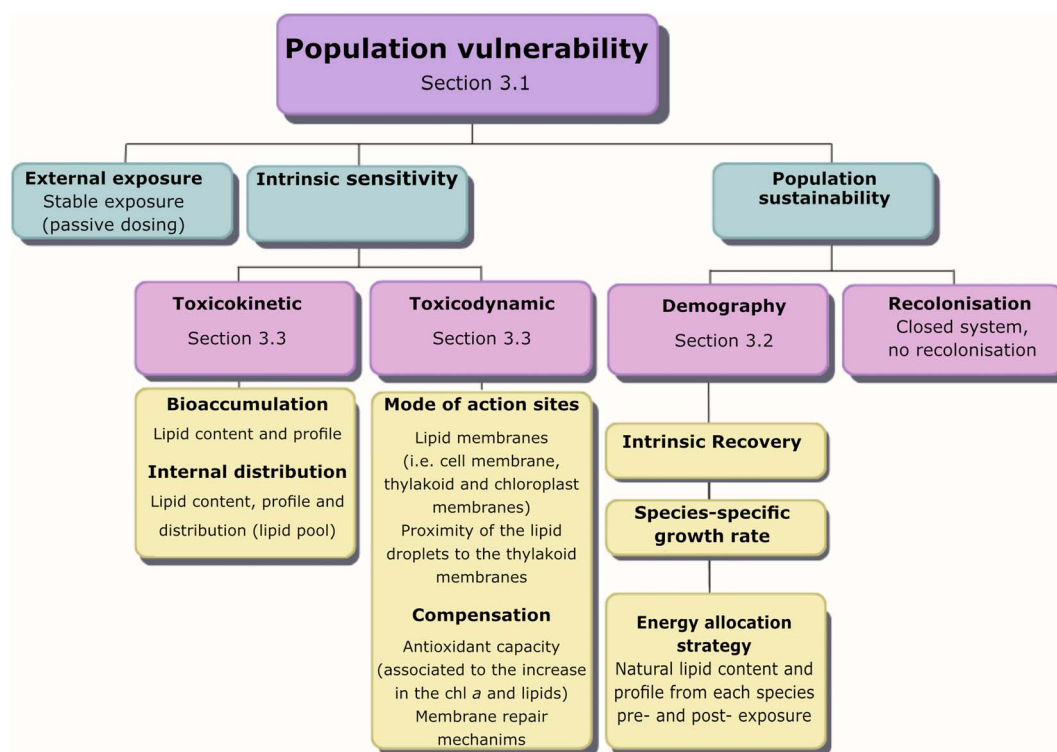 Population vulnerability
Section 3.1
External exposure
Stable exposure
(passive dosing)
Intrinsic sensitivity
Population
sustainability
Toxicokinetic
Section 3.3
Toxicodynamic
Section 3.3
Demography
Section 3.2
Recolonisation
Closed system,
no recolonisation
Bioaccumulation
Lipid content and profile
Internal distribution
Lipid content, profile and
distribution (lipid pool)
Mode of action sites
Lipid membranes
(i.e. cell membrane,
thylakoid and chloroplast
membranes)
Proximity of the lipid
droplets to the thylakoid
membranes
Compensation
Antioxidant capacity
(associated to the increase
in the chl a and lipids)
Membrane repair
mechanims
Intrinsic Recovery
Species-specific
growth rate
Energy allocation
strategy
Natural lipid content and
profile from each species
pre- and post- exposure